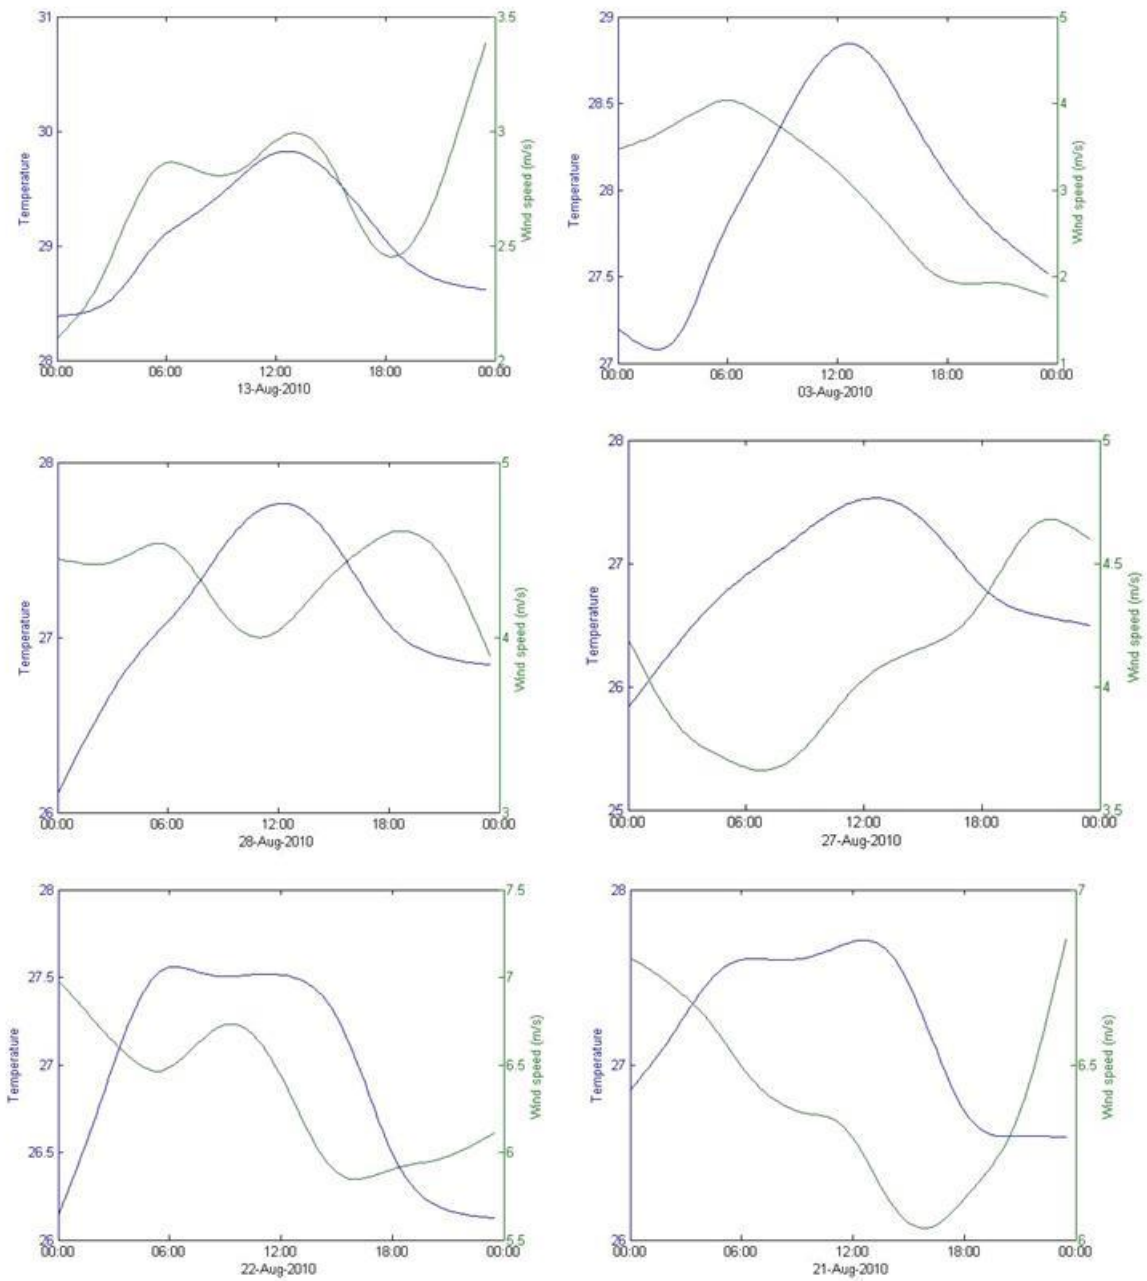 31
3.5
30
3
29
2.5
28
2
Temperature
Wind speed (m/s)
00:00 06:00 12:00 18:00 00:00
13-Aug-2010
29
5
28.5
4
28
3
27.5
2
27
1
Temperature
Wind speed (m/s)
00:00 06:00 12:00 18:00 00:00
03-Aug-2010
28
5
27
4
26
3
Temperature
Wind speed (m/s)
00:00 06:00 12:00 18:00 00:00
28-Aug-2010
28
5
27
4.5
26
4
25
3.5
Temperature
Wind speed (m/s)
00:00 06:00 12:00 18:00 00:00
27-Aug-2010
28
7.5
27.5
7
27
6.5
26.5
6
26
5.5
Temperature
Wind speed (m/s)
00:00 06:00 12:00 18:00 00:00
22-Aug-2010
28
7
27
6.5
26
6
Temperature
Wind speed (m/s)
00:00 06:00 12:00 18:00 00:00
21-Aug-2010